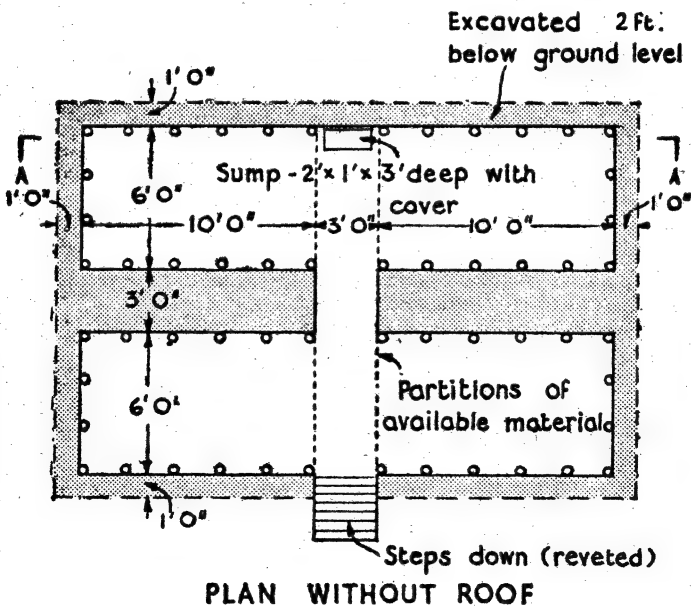 Excavated 2 Ft.
below ground level
1' 0"
A
A
Sump - 2' x 1' x 3' deep with
cover
6' 0"
1' 0"
10' 0"
3' 0"
10' 0"
1' 0"
3' 0"
6' 0"
Partitions of
available material
1' 0"
Steps down (reveted)
PLAN WITHOUT ROOF